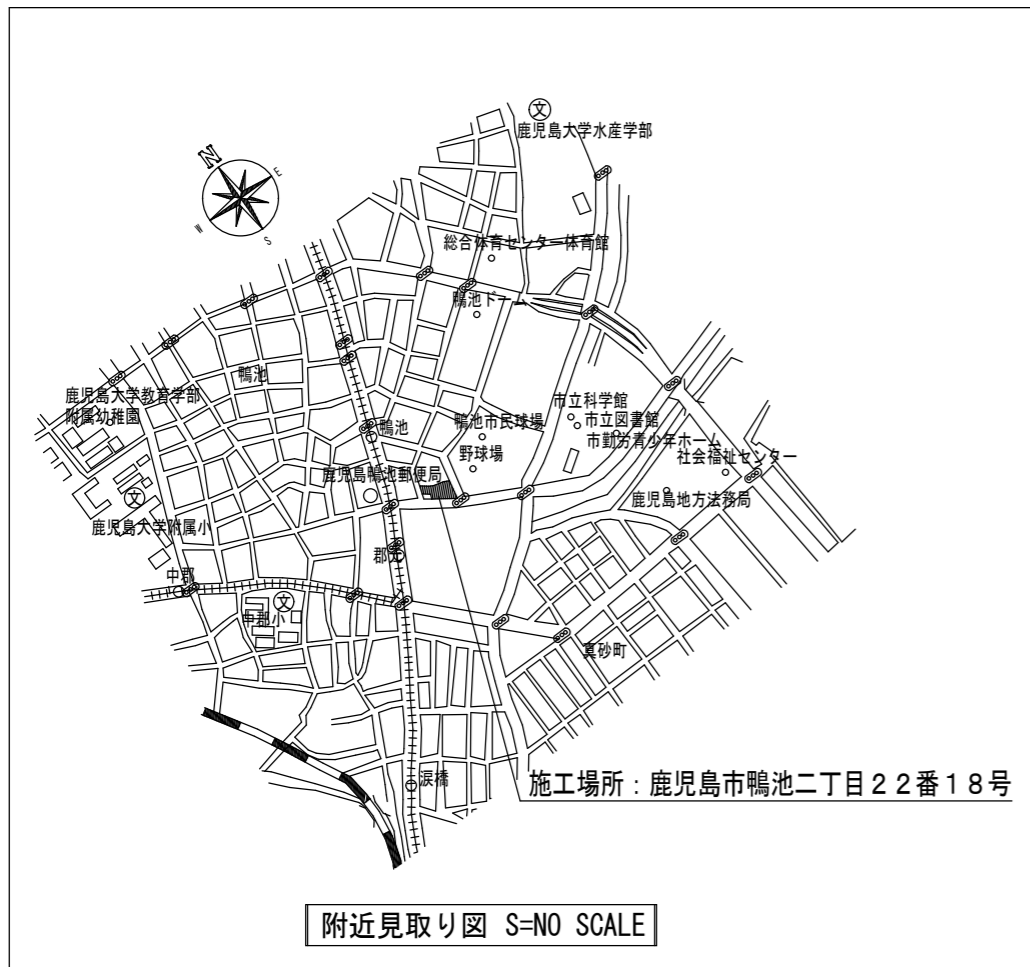 文
鹿児島大学水産学部
N
E
W
S
総合体育センター体育館
鴨池ドーム
鴨池
鹿児島大学教育学部
附属幼稚園
市立科学館
鴨池
鴨池市民球場
市立図書館
市勤労青少年ホーム
野球場
社会福祉センター
鹿児島鴨池郵便局
文
鹿児島地方法務局
鹿児島大学附属小
郡元
中郡
文
中郡小
真砂町
涙橋
施工場所：鹿児島市鴨池二丁目２２番１８号
附近見取り図 S=NO SCALE